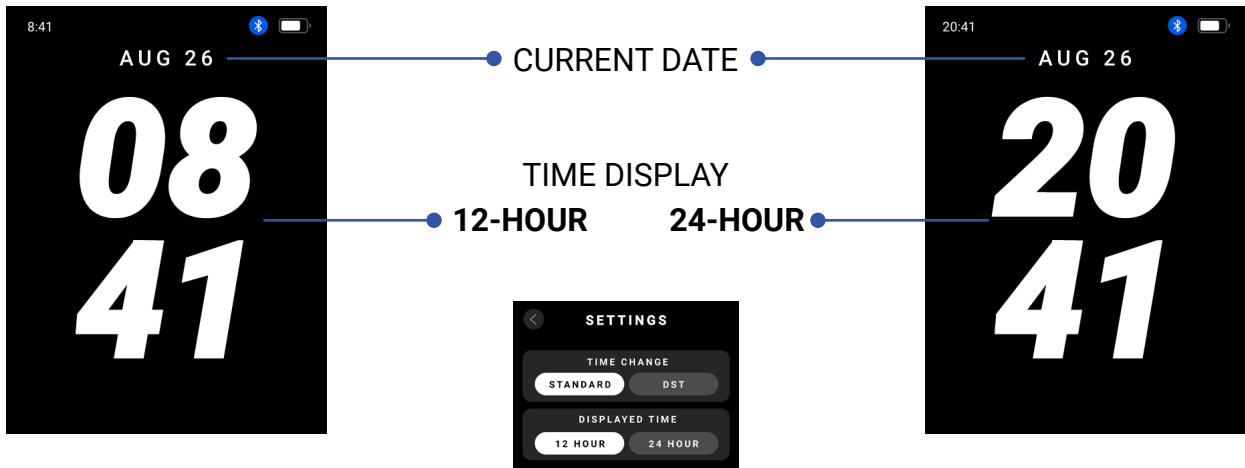 8:41
AUG 26
08
41
CURRENT DATE
TIME DISPLAY
12-HOUR 24-HOUR
SETTINGS
TIME CHANGE
STANDARD DST
DISPLAYED TIME
12 HOUR 24 HOUR
20:41
AUG 26
20
41